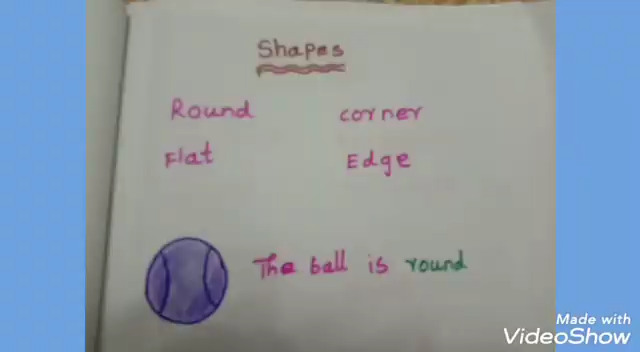 Shapes
Round corner
Flat Edge
The ball is round
Made with
VideoShow